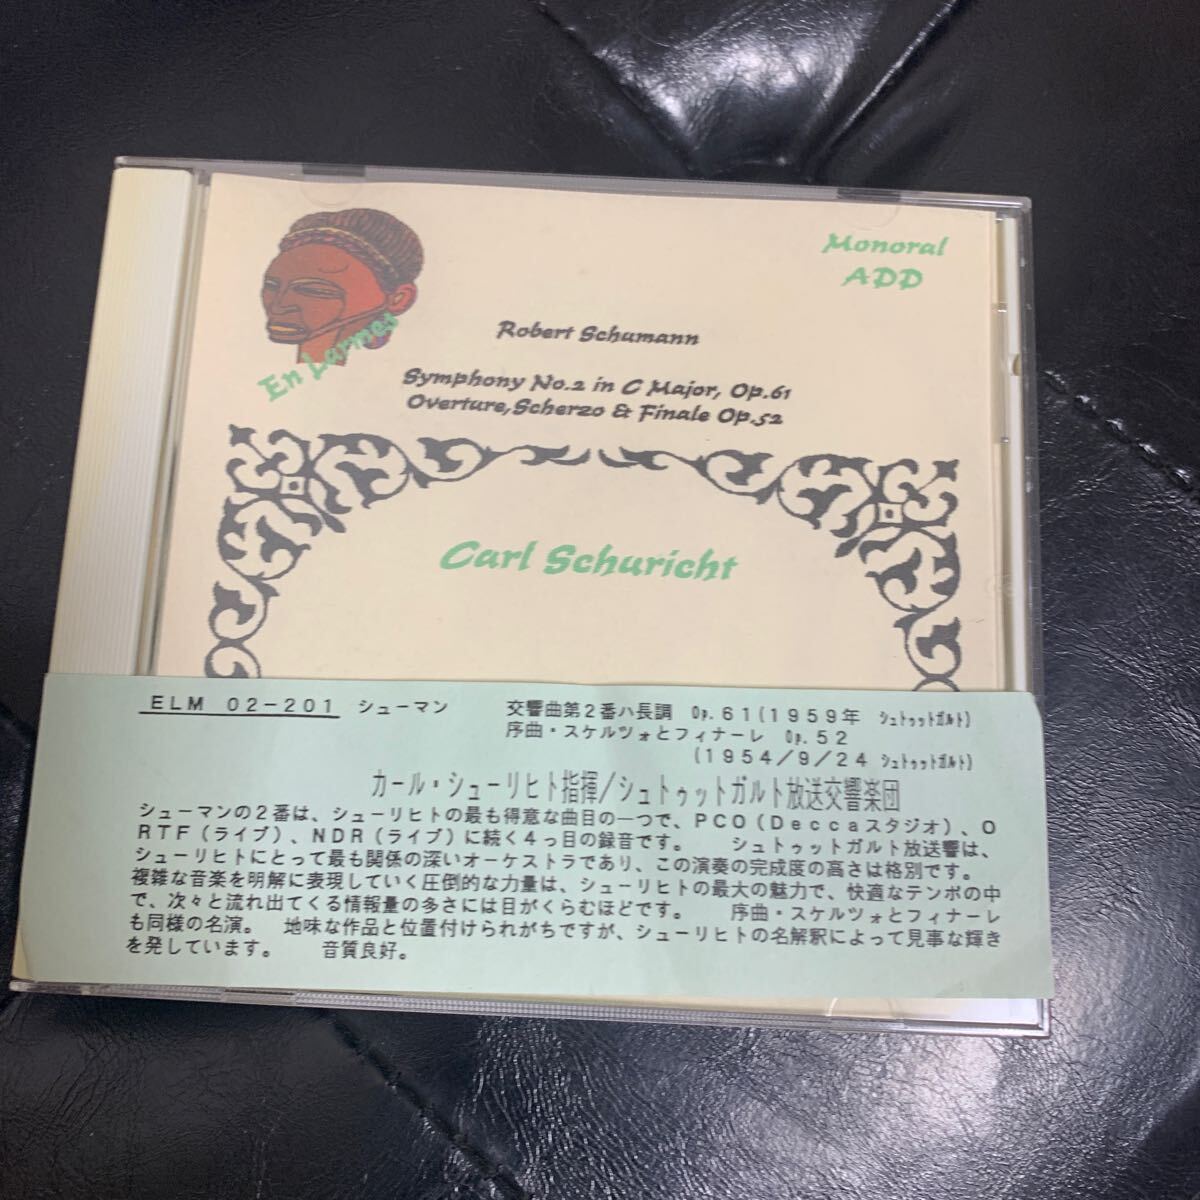 En Larmes
Monoral
ADD
Robert Schumann
Symphony No.2 in C Major, Op.61
Overture,Scherzo & Finale Op.52
Carl Schuricht
ELM 02-201 シューマン 交響曲第2番ハ長調 Op.61(1959年 シュトゥットガルト)
序曲・スケルツォとフィナーレ Op.52
(1954/9/24 シュトゥットガルト)
カール・シューリヒト指揮/シュトゥットガルト放送交響楽団
シューマンの2番は、シューリヒトの最も得意な曲目の一つで、PCO(Deccaスタジオ)、O
RTF(ライブ)、NDR(ライブ)に続く4っ目の録音です。 シュトゥットガルト放送響は、
シューリヒトにとって最も関係の深いオーケストラであり、この演奏の完成度の高さは格別です。
複雑な音楽を明解に表現していく圧倒的な力量は、シューリヒトの最大の魅力で、快適なテンポの中
で、次々と流れ出てくる情報量の多さには目がくらむほどです。 序曲・スケルツォとフィナーレ
も同様の名演。 地味な作品と位置付けられがちですが、シューリヒトの名解釈によって見事な輝き
を発しています。 音質良好。